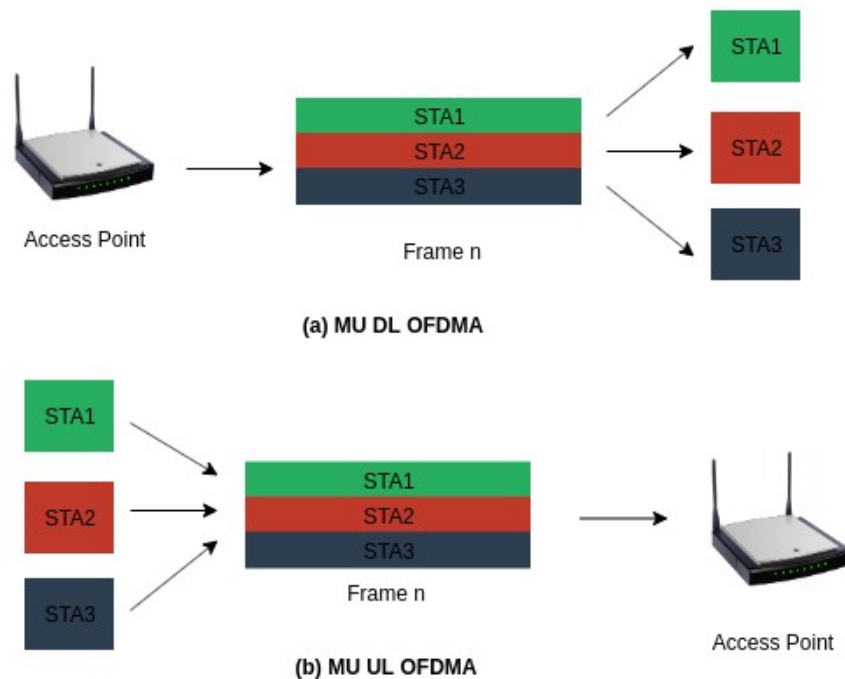 STA1
STA1
STA2
STA2
STA3
STA3
Access Point
Frame n
(a) MU DL OFDMA
STA1
STA1
STA2
STA2
STA3
STA3
Frame n
Access Point
(b) MU UL OFDMA